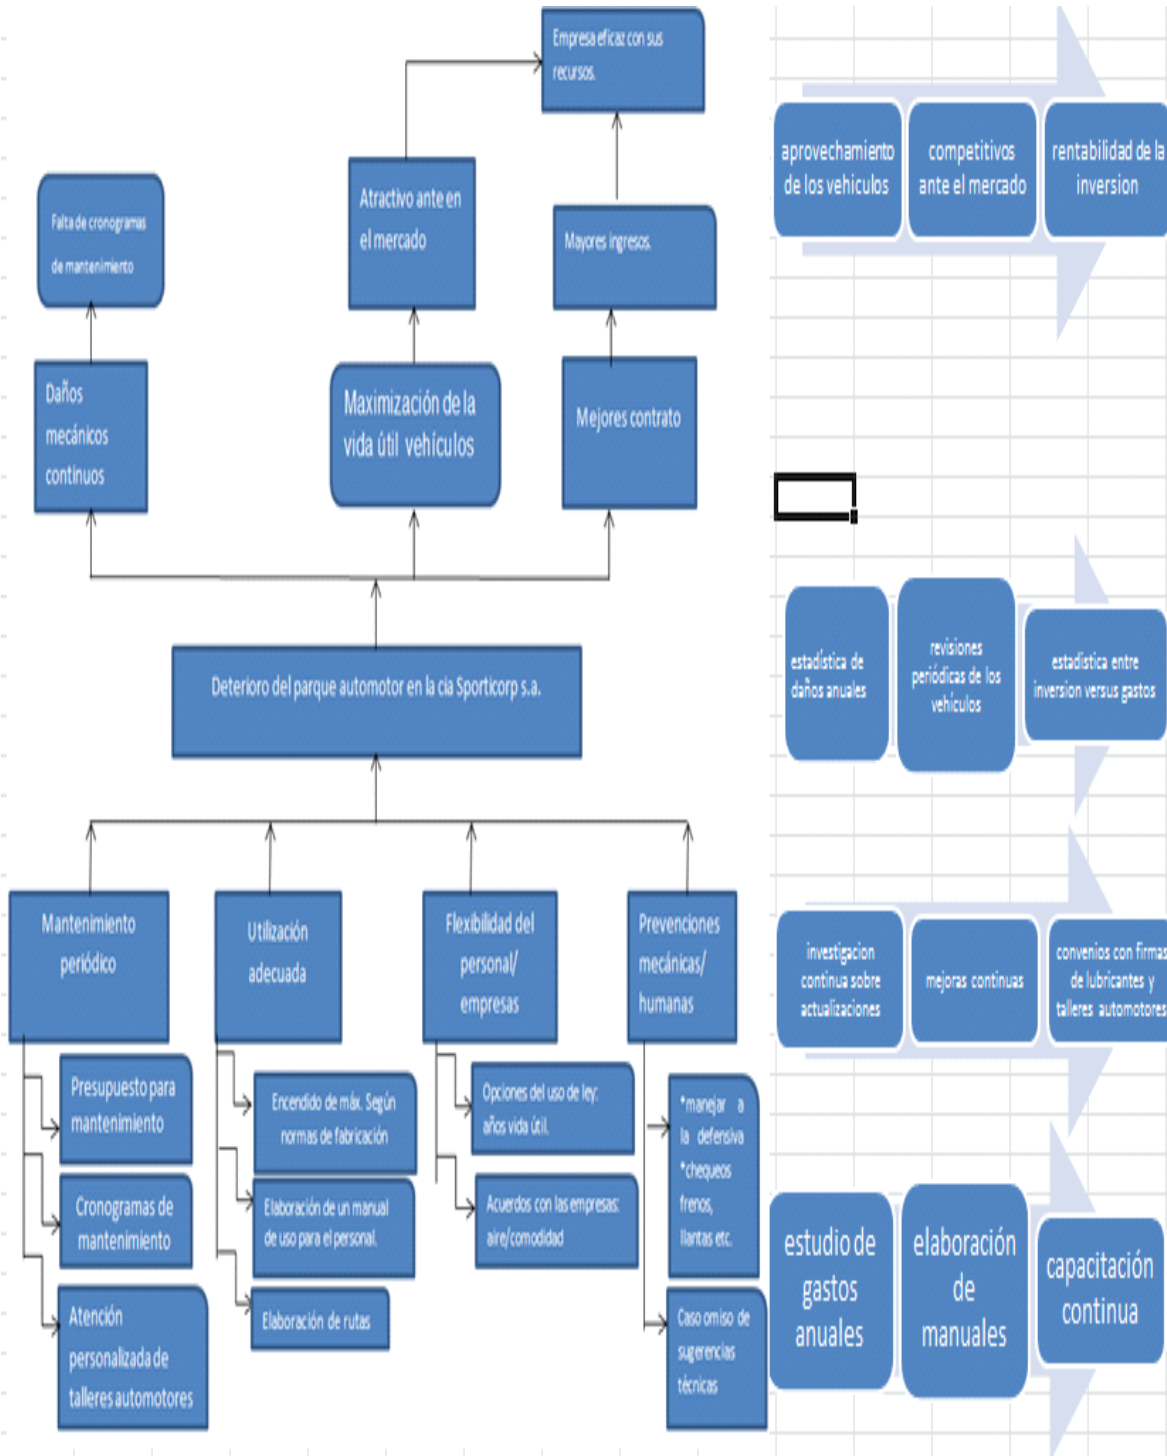 Empresa eficaz con sus
recursos.
Atractivo ante en
el mercado
Mayores ingresos.
Falta de cronogramas
de mantenimiento
Daños
mecánicos
continuos
Maximización de la
vida útil vehículos
Mejores contrato
Deterioro del parque automotor en la cia Sporticorp s.a.
Mantenimiento
periódico
Utilización
adecuada
Flexibilidad del
personal/
empresas
Prevenciones
mecánicas/
humanas
Presupuesto para
mantenimiento
Cronogramas de
mantenimiento
Atención
personalizada de
talleres automotores
Encendido de máx. Según
normas de fabricación
Elaboración de un manual
de uso para el personal.
Elaboración de rutas
Opciones del uso de ley:
años vida útil.
Acuerdos con las empresas:
aire/comodidad
*manejar a
la defensiva
*chequeos
frenos,
llantas etc.
Caso omiso de
sugerencias
técnicas
aprovechamiento
de los vehiculos
competitivos
ante el mercado
rentabilidad de la
inversion
estadística de
daños anuales
revisiones
periódicas de los
vehículos
estadistica entre
inversion versus gastos
investigacion
continua sobre
actualizaciones
mejoras continuas
convenios con firmas
de lubricantes y
talleres automotores
estudio de
gastos
anuales
elaboración
de
manuales
capacitación
continua